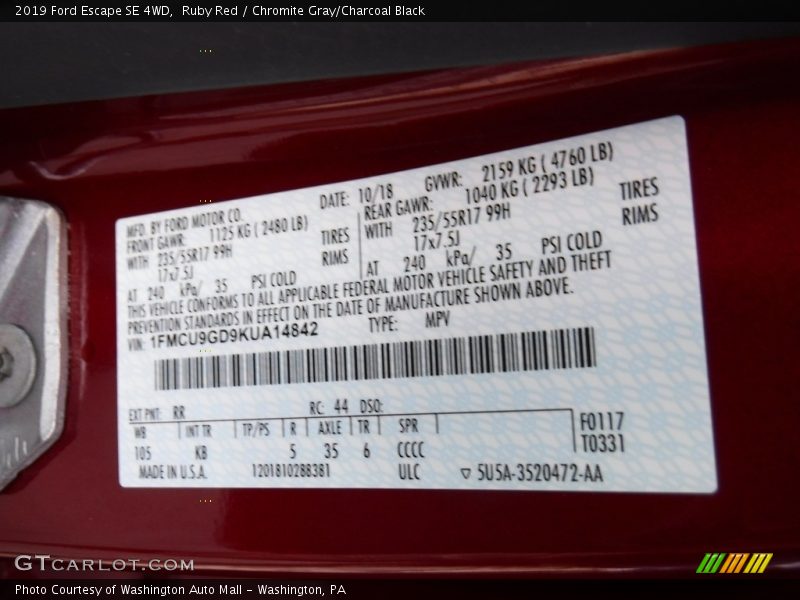 2019 Ford Escape SE 4WD,  Ruby Red / Chromite Gray/Charcoal Black
MFD. BY FORD MOTOR CO.
DATE: 10/18
GVWR: 2159 KG ( 4760 LB)
FRONT GAWR: 1125 KG ( 2480 LB)
REAR GAWR: 1040 KG ( 2293 LB)
WITH 235/55R17 99H TIRES
WITH 235/55R17 99H TIRES
17x7.5J RIMS
17x7.5J RIMS
AT 240 kPa/ 35 PSI COLD
AT 240 kPa/ 35 PSI COLD
THIS VEHICLE CONFORMS TO ALL APPLICABLE FEDERAL MOTOR VEHICLE SAFETY AND THEFT
PREVENTION STANDARDS IN EFFECT ON THE DATE OF MANUFACTURE SHOWN ABOVE.
VIN: 1FMCU9GD9KUA14842
TYPE: MPV
EXT PNT: RR RC: 44 DSO:
WB INT TR TP/PS R AXLE TR SPR
F0117
105 KB 5 35 6 CCCC
T0331
MADE IN U.S.A. 1201810288381 ULC ▽ 5U5A-3520472-AA
GTCARLOT.COM
Photo Courtesy of Washington Auto Mall - Washington, PA